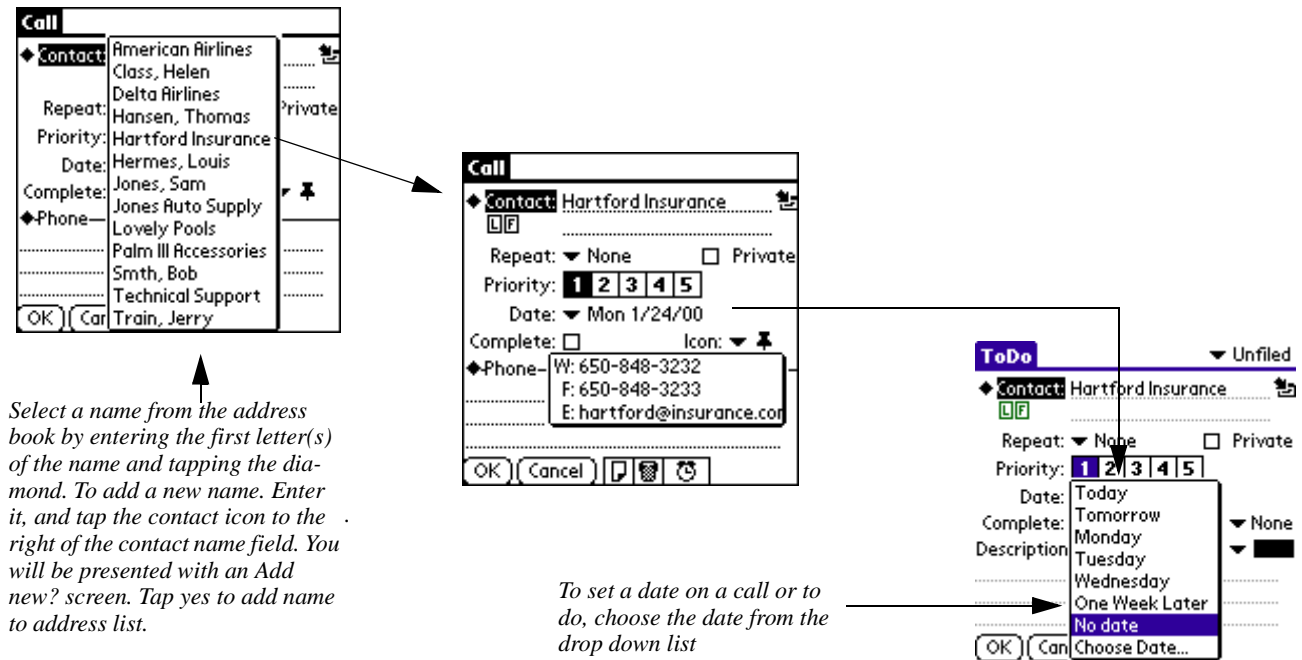 Call
Contact:
American Airlines
Class, Helen
Delta Airlines
Repeat: Hansen, Thomas Private
Priority: Hartford Insurance
Date: Hermes, Louis
Complete: Jones, Sam
Jones Auto Supply
Phone
Lovely Pools
Palm III Accessories
Smth, Bob
Technical Support
OK Car Train, Jerry
Select a name from the address
book by entering the first letter(s)
of the name and tapping the dia-
mond. To add a new name. Enter
it, and tap the contact icon to the .
right of the contact name field. You
will be presented with an Add
new? screen. Tap yes to add name
to address list.
Call
Contact: Hartford Insurance
L F
Repeat: None Private
Priority: 1 2 3 4 5
Date: Mon 1/24/00
Complete: Icon:
Phone W: 650-848-3232
F: 650-848-3233
E: hartford@insurance.com
OK Cancel
To set a date on a call or to
do, choose the date from the
drop down list
ToDo Unfiled
Contact: Hartford Insurance
L F
Repeat: None Private
Priority: 1 2 3 4 5
Date: Today
Complete: Tomorrow None
Monday
Description Tuesday
Wednesday
One Week Later
No date
OK Can Choose Date...